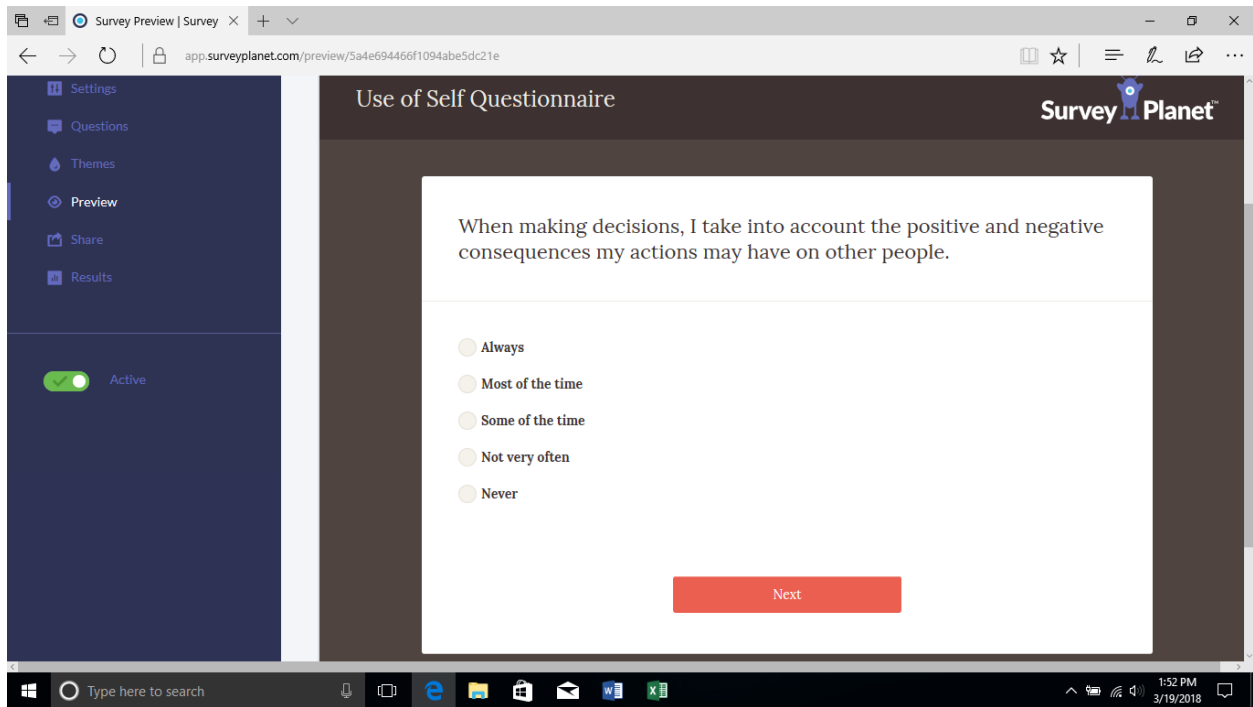 Survey Preview | Survey
app.surveyplanet.com/preview/5a4e694466f1094abe5dc21e
Settings
Questions
Themes
Preview
Share
Results
Active
Use of Self Questionnaire
Survey Planet™
When making decisions, I take into account the positive and negative
consequences my actions may have on other people.
Always
Most of the time
Some of the time
Not very often
Never
Next
Type here to search
1:52 PM
3/19/2018